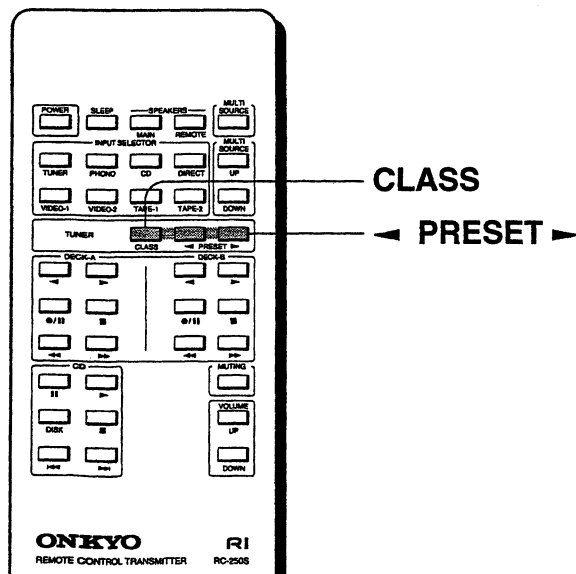 POWER SLEEP SPEAKERS MULTI SOURCE
MAIN REMOTE
INPUT SELECTOR MULTI SOURCE
TUNER PHONO CD DIRECT UP
VIDEO-1 VIDEO-2 TAPE-1 TAPE-2 DOWN
CLASS
TUNER
CLASS ◄ PRESET ►
◄ PRESET ►
DECK-A DECK-B
◄ ► ◄ ►
●/❙❙ ■ ●/❙❙ ■
◄◄ ►► ◄◄ ►►
CD MUTING
❙❙ ►
VOLUME
DISK ■ UP
|◄◄ ►►| DOWN
ONKYO RI
REMOTE CONTROL TRANSMITTER RC-250S